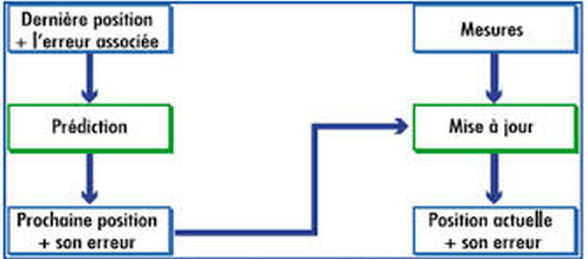 Dernière position
+ l'erreur associée
Prédiction
Prochaine position
+ son erreur
Mesures
Mise à jour
Position actuelle
+ son erreur